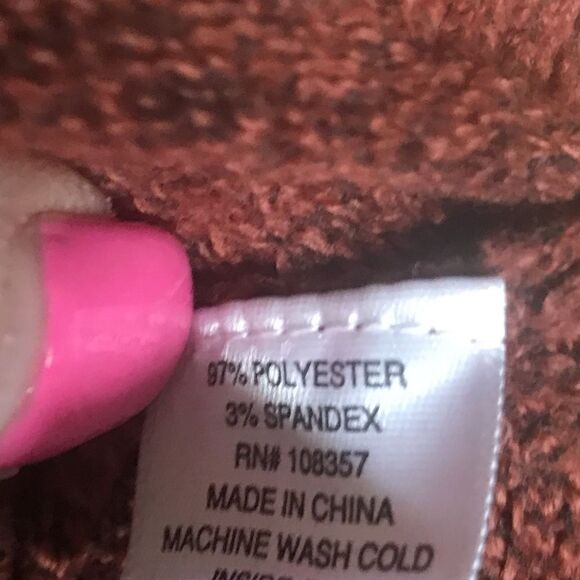 97% POLYESTER
3% SPANDEX
RN# 108357
MADE IN CHINA
MACHINE WASH COLD